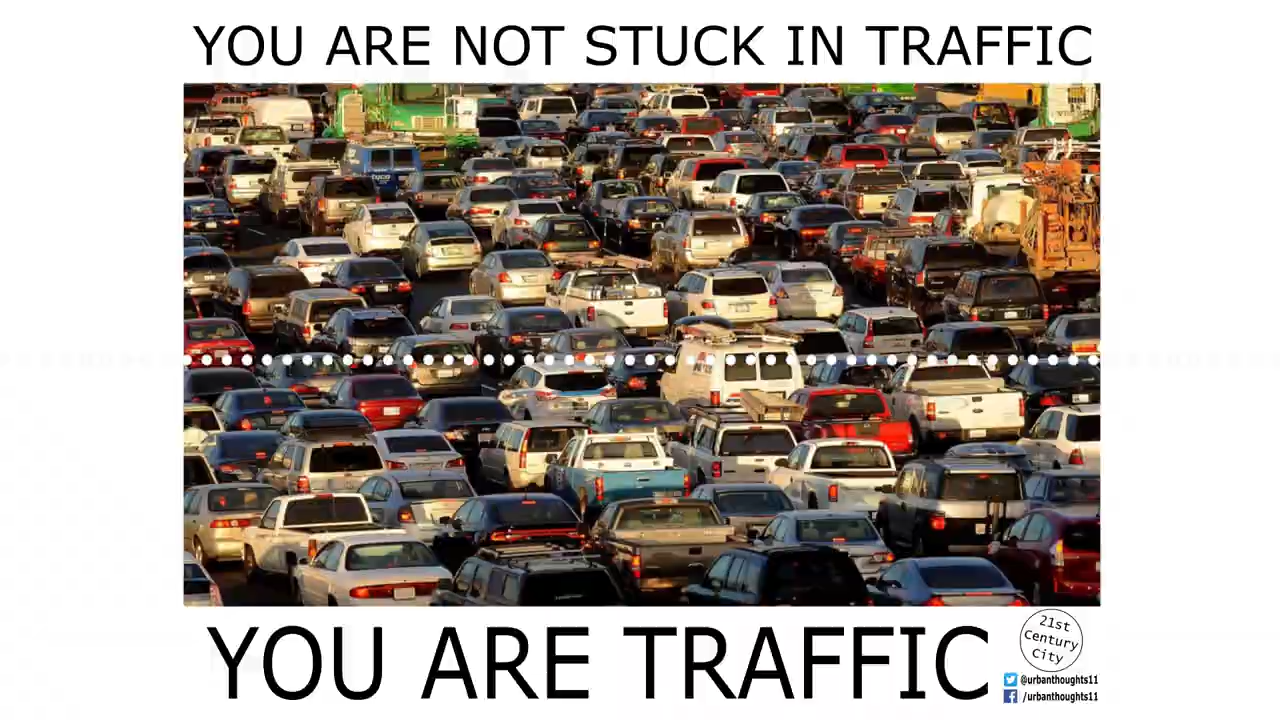 YOU ARE NOT STUCK IN TRAFFIC
YOU ARE TRAFFIC
21st
Century
City
@urbanthoughts11
/urbanthoughts11